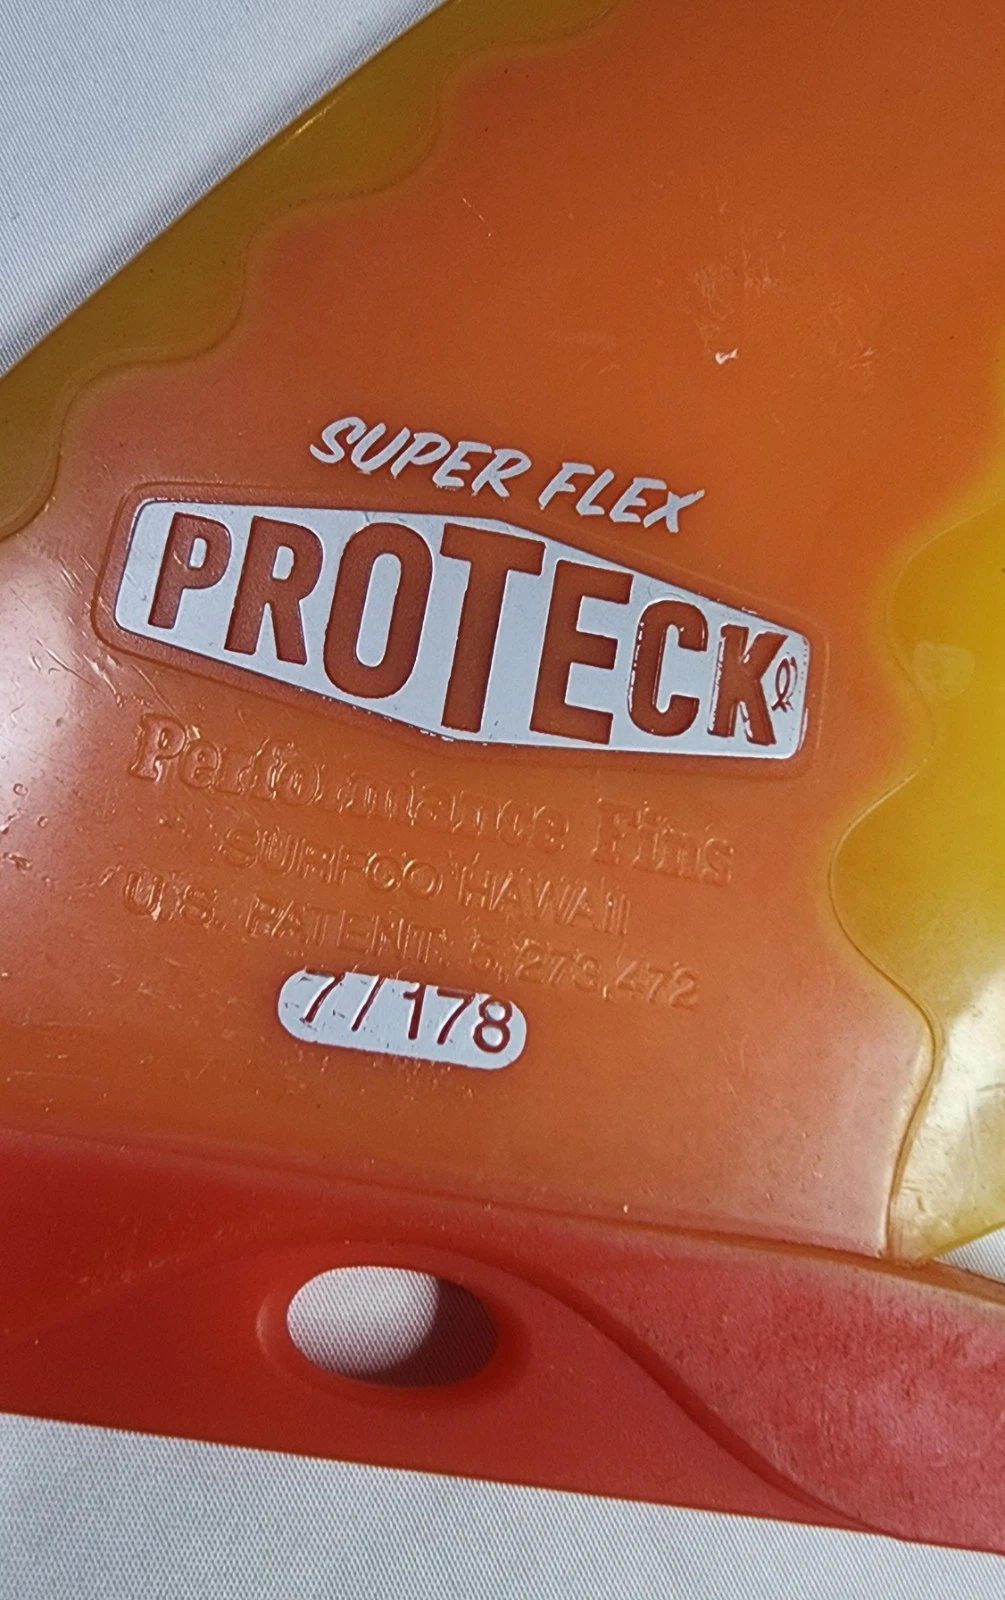 SUPER FLEX
PROTECK®
Performance Fins
SURFCO HAWAII
U.S. PATENT: 5,273,472
7/178